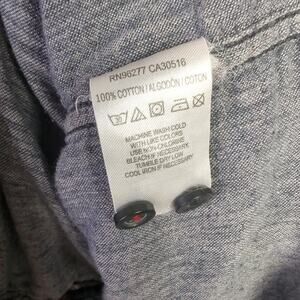 RN96277 CA30516
100% COTTON / ALGODÓN / COTON
30
MACHINE WASH COLD
WITH LIKE COLORS
USE NON-CHLORINE
BLEACH IF NECESSARY
TUMBLE DRY LOW
COOL IRON IF NECESSARY